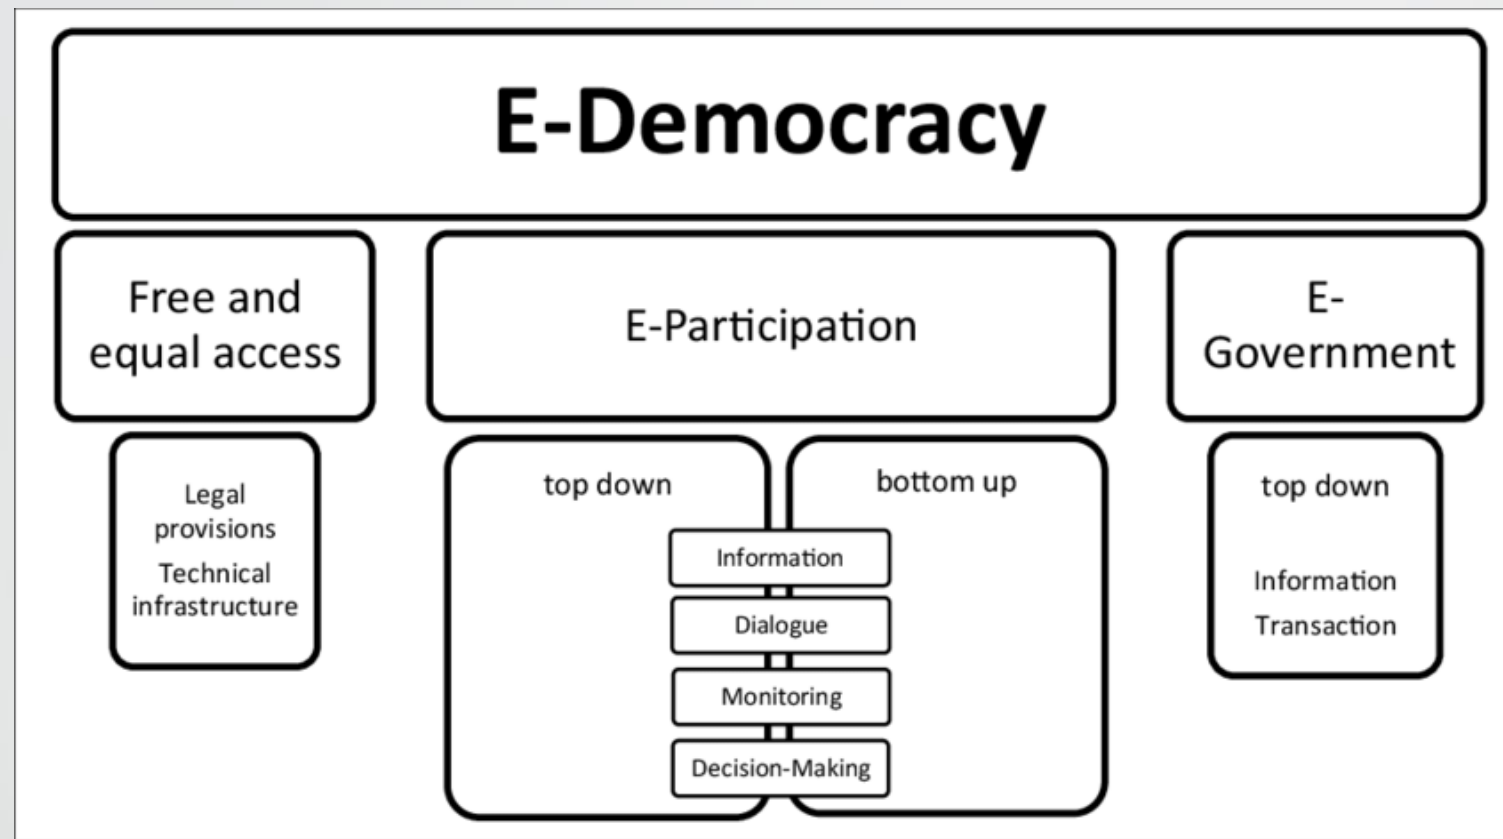 E-Democracy
Free and
equal access
E-Participation
E-
Government
Legal
provisions
Technical
infrastructure
top down
bottom up
Information
Dialogue
Monitoring
Decision-Making
top down
Information
Transaction